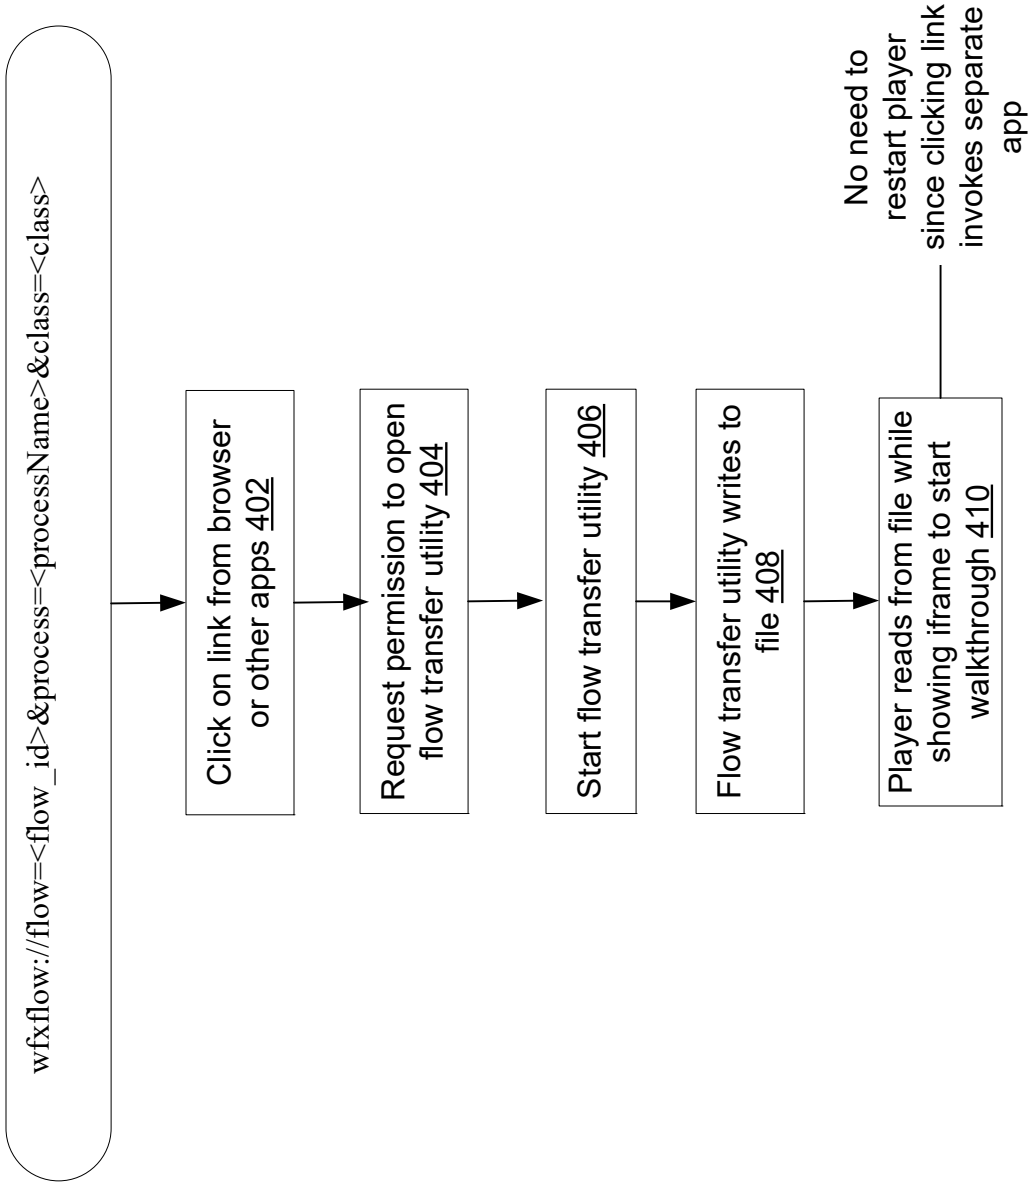 wfxflow://flow=<flow_id>&process=<processName>&class=<class>
Click on link from browser
or other apps 402
Request permission to open
flow transfer utility 404
Start flow transfer utility 406
Flow transfer utility writes to
file 408
Player reads from file while
showing iframe to start
walkthrough 410
No need to
restart player
since clicking link
invokes separate
app